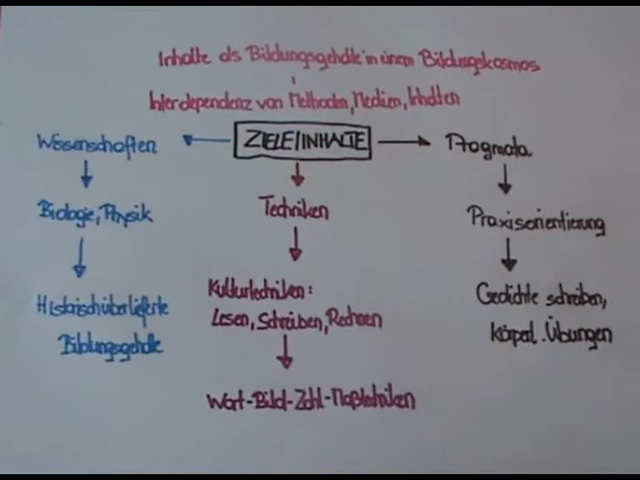 Inhalte als Bildungsgehalte in einem Bildungskosmos
Interdependenz von Methoden, Medien, Inhalten
Wissenschaften
ZIELE/INHALTE
Pragmata
Biologie, Physik
Techniken
Praxisorientierung
Historisch überlieferte
Bildungsgehalte
Kulturtechniken:
Lesen, Schreiben, Rechnen
Gedichte schreiben,
körperl. Übungen
Wort-Bild-Zahl-Maßtechniken